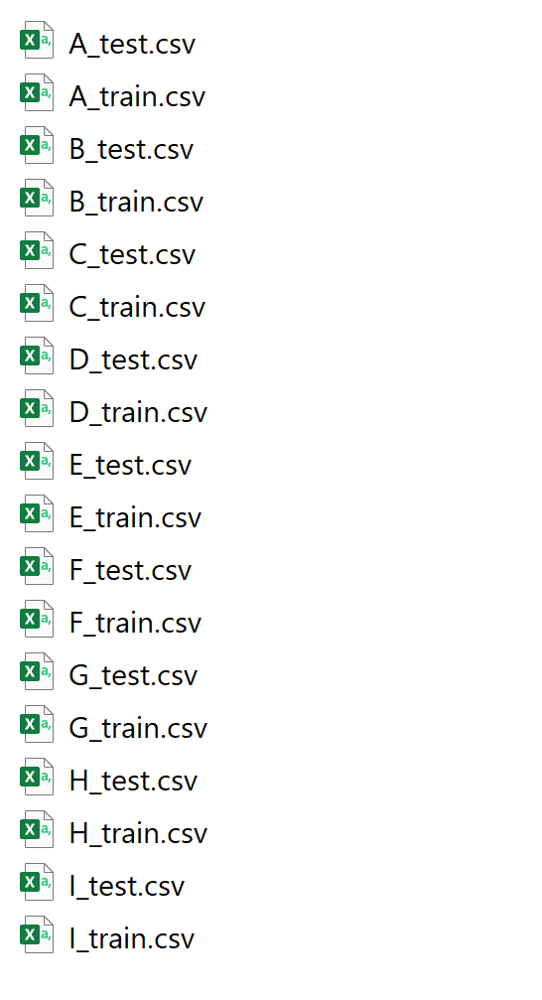 A_test.csv
A_train.csv
B_test.csv
B_train.csv
C_test.csv
C_train.csv
D_test.csv
D_train.csv
E_test.csv
E_train.csv
F_test.csv
F_train.csv
G_test.csv
G_train.csv
H_test.csv
H_train.csv
I_test.csv
I_train.csv